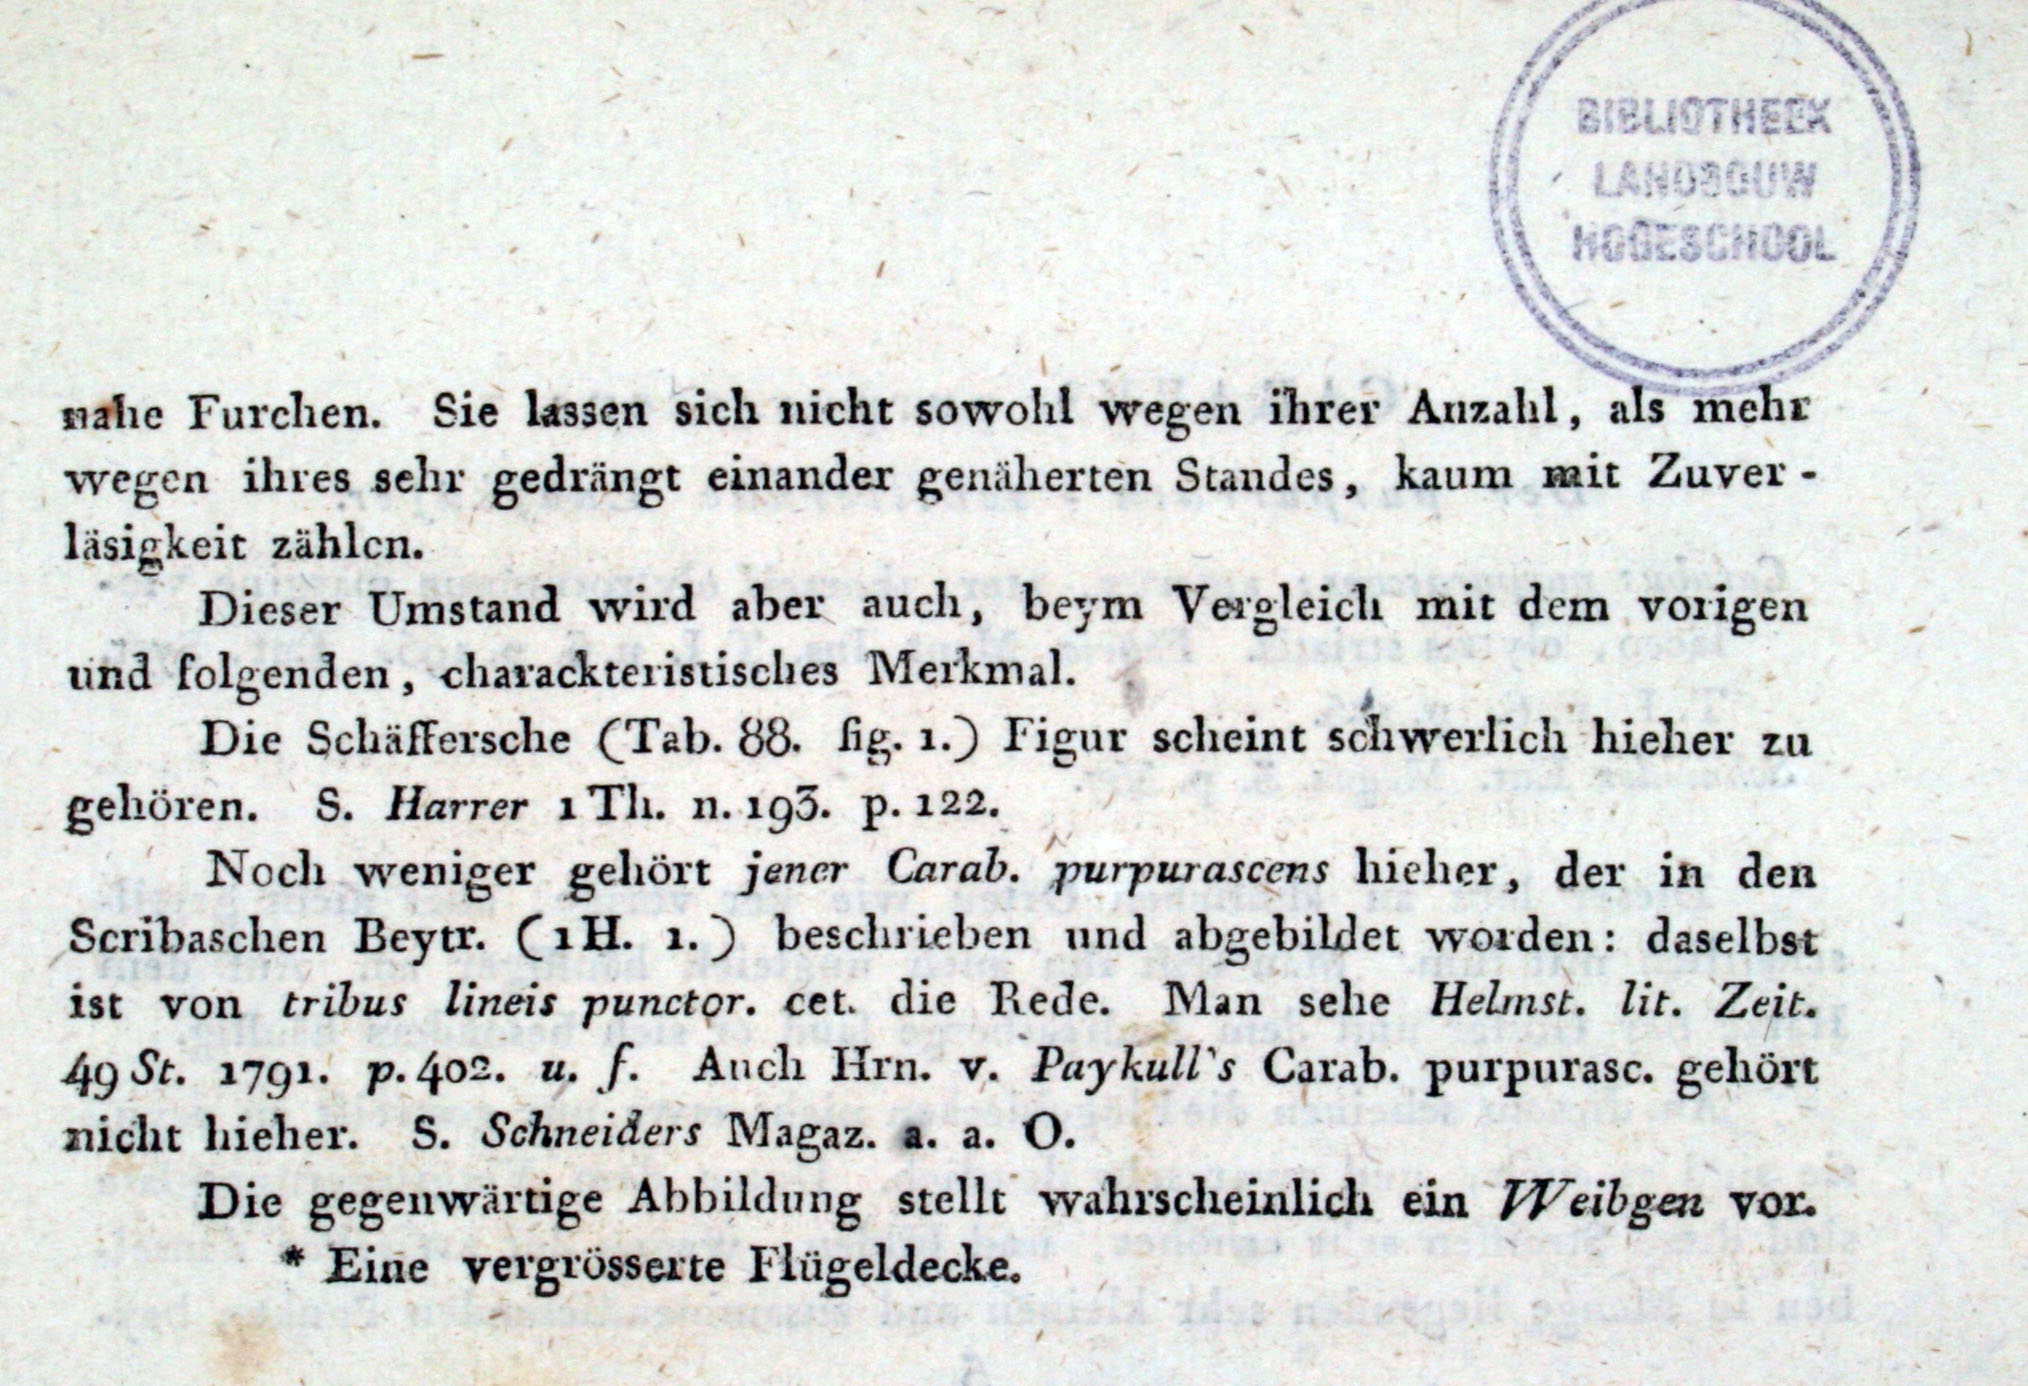 BIBLIOTHEEK
LANDBOUW
HOGESCHOOL
nahe Furchen. Sie lassen sich nicht sowohl wegen ihrer Anzahl, als mehr
wegen ihres sehr gedrängt einander genäherten Standes, kaum mit Zuver-
läsigkeit zählen.
Dieser Umstand wird aber auch, beym Vergleich mit dem vorigen
und folgenden, charackteristisches Merkmal.
Die Schäffersche (Tab. 88. fig. 1.) Figur scheint schwerlich hieher zu
gehören. S. Harrer 1 Th. n. 193. p. 122.
Noch weniger gehört jener Carab. purpurascens hieher, der in den
Scribaschen Beytr. (1 H. 1.) beschrieben und abgebildet worden: daselbst
ist von tribus lineis punctor. cet. die Rede. Man sehe Helmst. lit. Zeit.
49 St. 1791. p. 402. u. f. Auch Hrn. v. Paykull's Carab. purpurasc. gehört
nicht hieher. S. Schneiders Magaz. a. a. O.
Die gegenwärtige Abbildung stellt wahrscheinlich ein Weibgen vor.
* Eine vergrösserte Flügeldecke.